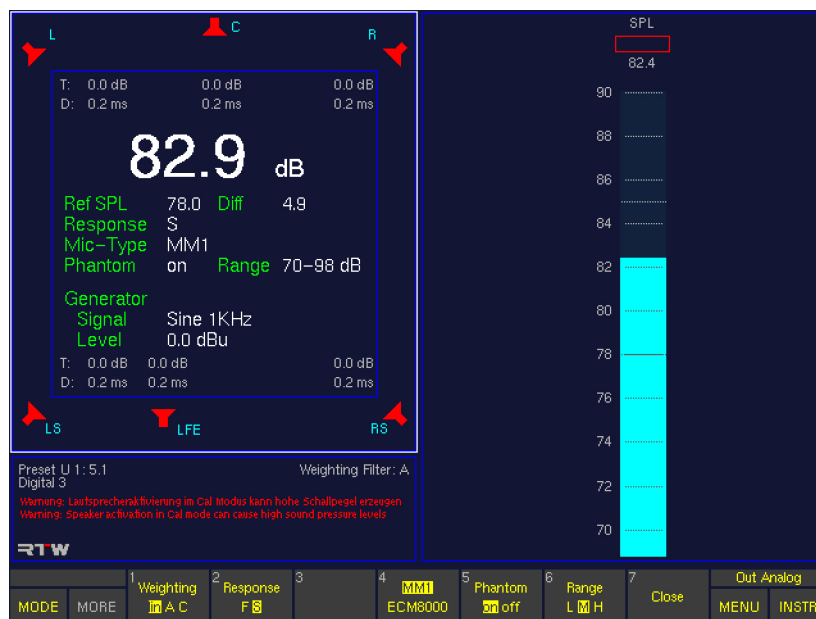 L
C
R
T: 0.0 dB 0.0 dB 0.0 dB
D: 0.2 ms 0.2 ms 0.2 ms
82.9 dB
Ref SPL 78.0 Diff 4.9
Response S
Mic-Type MM1
Phantom on Range 70-98 dB
Generator
Signal Sine 1KHz
Level 0.0 dBu
T: 0.0 dB 0.0 dB 0.0 dB
D: 0.2 ms 0.2 ms 0.2 ms
LS
LFE
RS
Preset U 1: 5.1 Weighting Filter: A
Digital 3
Warnung: Lautsprecheraktivierung im Cal Modus kann hohe Schallpegel erzeugen
Warning: Speaker activation in Cal mode can cause high sound pressure levels
RTW
SPL
82.4
90
88
86
84
82
80
78
76
74
72
70
MODE
MORE
1 Weighting
lin A C
2 Response
F S
3
4 MM1
ECM8000
5 Phantom
on off
6 Range
L M H
7 Close
Out Analog
MENU
INSTR